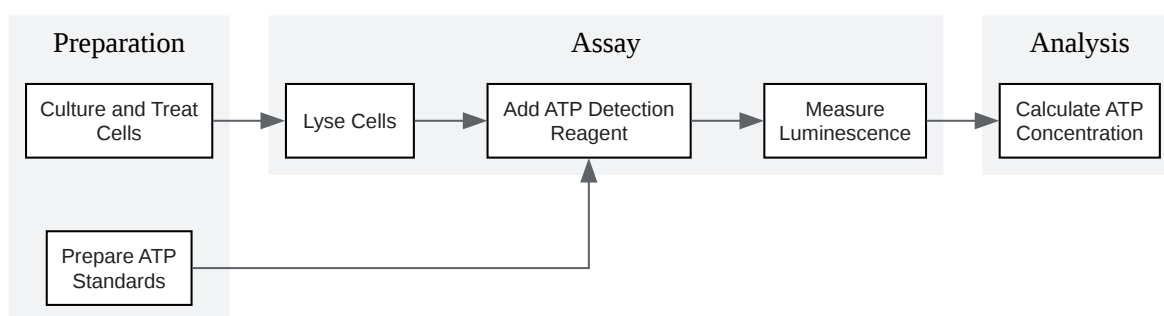 Preparation
Assay
Analysis
Culture and Treat
Cells
Lyse Cells
Add ATP Detection
Reagent
Measure
Luminescence
Calculate ATP
Concentration
Prepare ATP
Standards